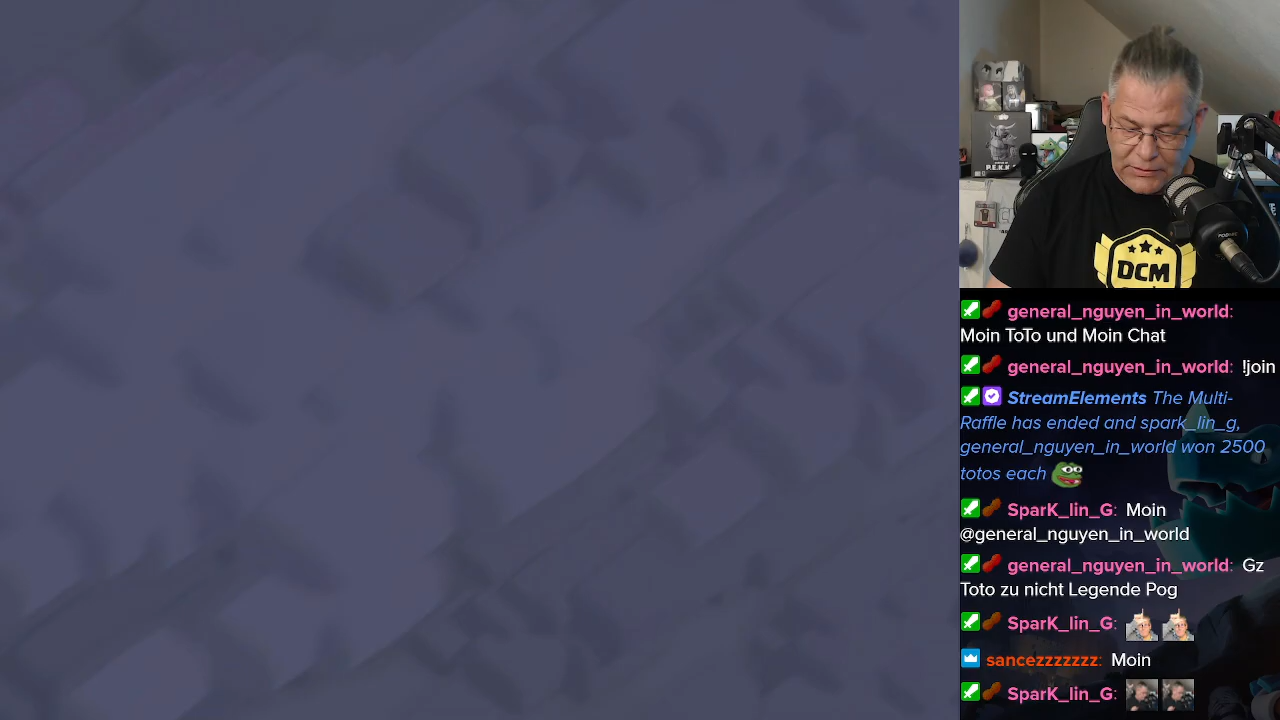 P.E.K.K.A
DCM
general_nguyen_in_world:
Moin ToTo und Moin Chat
general_nguyen_in_world: !join
StreamElements The Multi-
Raffle has ended and spark_lin_g,
general_nguyen_in_world won 2500
totos each
SparK_lin_G: Moin
@general_nguyen_in_world
general_nguyen_in_world: Gz
Toto zu nicht Legende Pog
SparK_lin_G:
sancezzzzzzz: Moin
SparK_lin_G: